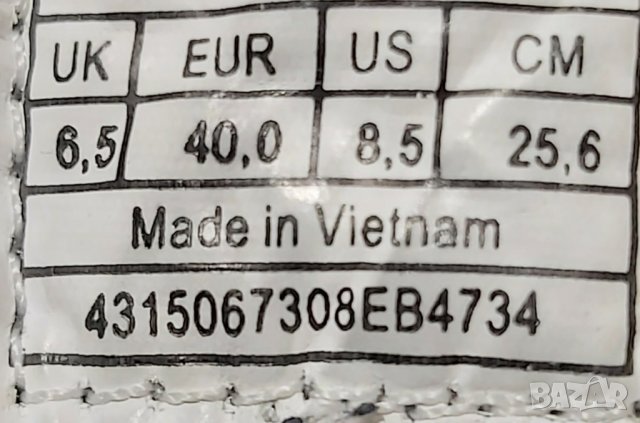 UK EUR US CM
6,5 40,0 8,5 25,6
Made in Vietnam
4315067308EB4734
BAZAR